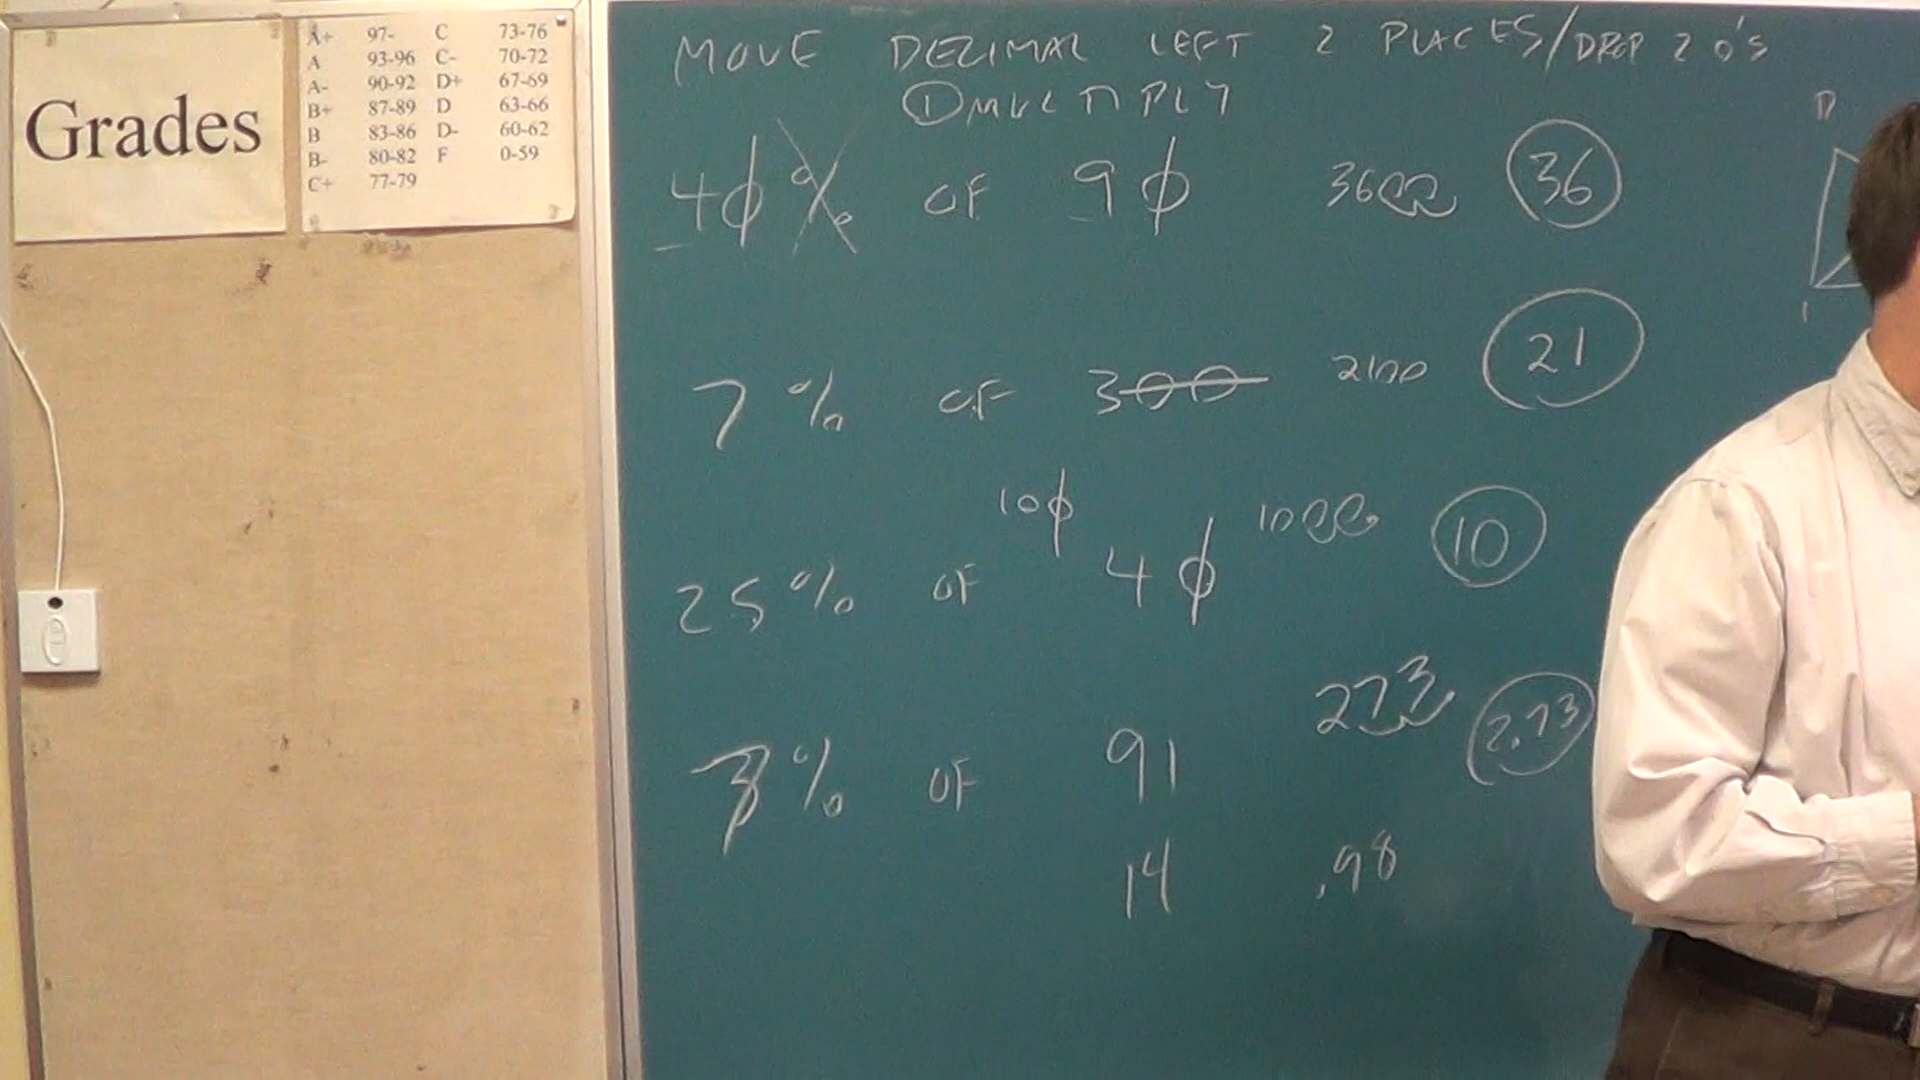 Grades
A+ 97- C 73-76
A 93-96 C- 70-72
A- 90-92 D+ 67-69
B+ 87-89 D 63-66
B 83-86 D- 60-62
B- 80-82 F 0-59
C+ 77-79
MOVE DECIMAL LEFT 2 PLACES/DROP 2 0's
① MULTIPLY
40% OF 90 3600 36
7% OF 300 2100 21
100
25% OF 40 1000 10
3% OF 91 273 2.73
14 .98